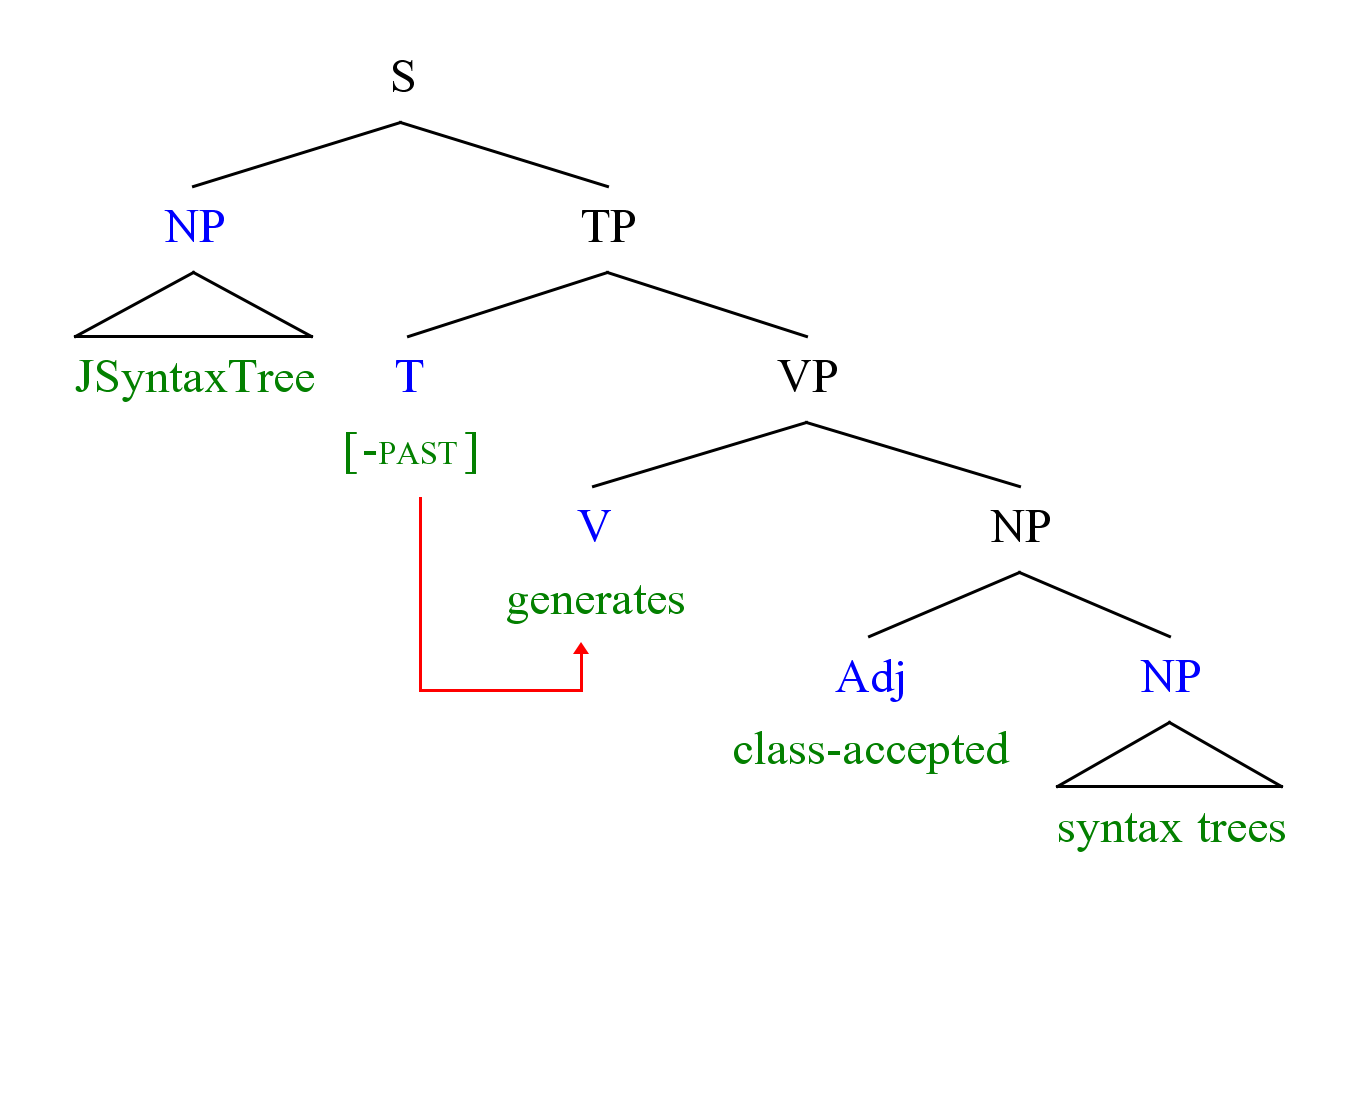 S
NP TP
JSyntaxTree T VP
[-PAST]
V NP
generates
Adj NP
class-accepted
syntax trees